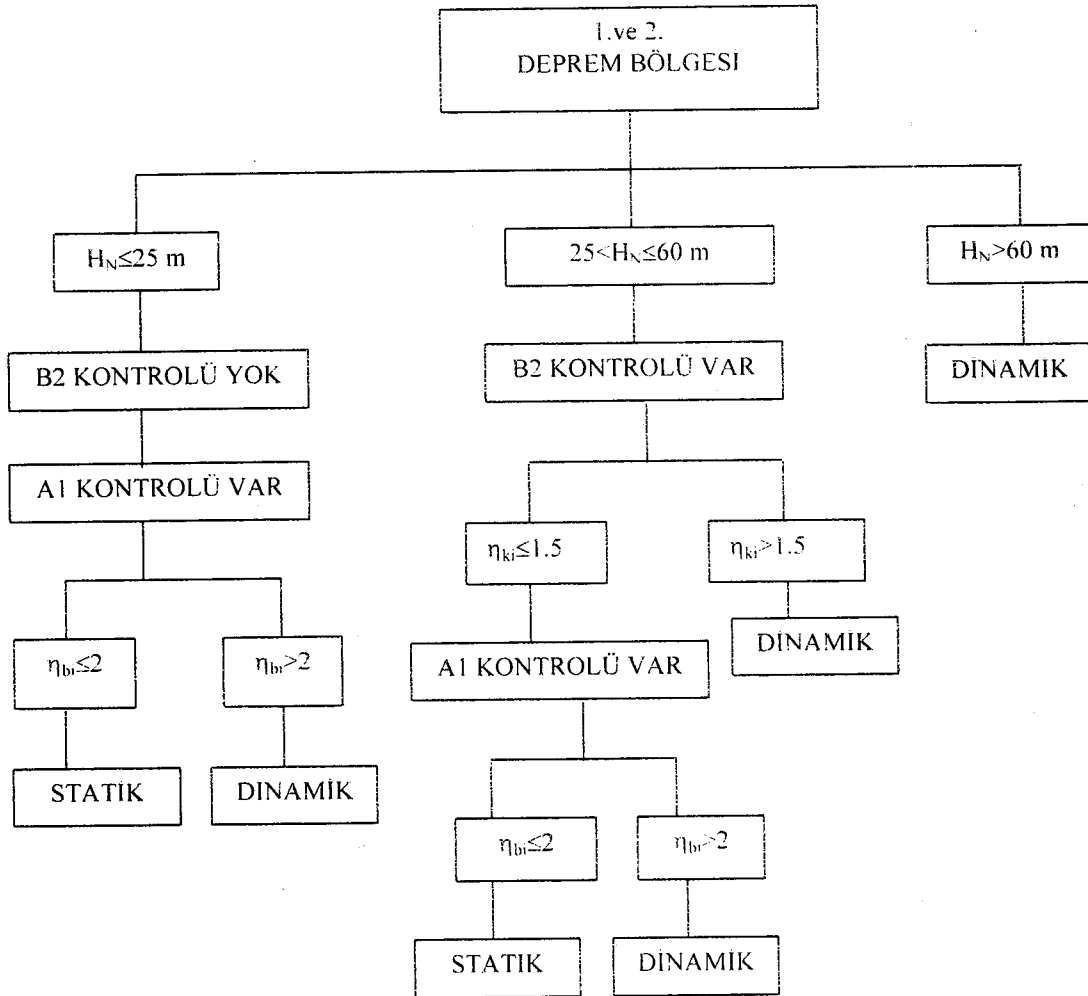 1.ve 2.
DEPREM BÖLGESİ
H_N≤25 m
25<H_N≤60 m
H_N>60 m
B2 KONTROLÜ YOK
B2 KONTROLÜ VAR
DİNAMİK
A1 KONTROLÜ VAR
η_ki≤1.5
η_ki>1.5
DİNAMİK
η_bi≤2
η_bi>2
A1 KONTROLÜ VAR
STATİK
DİNAMİK
η_bi≤2
η_bi>2
STATİK
DİNAMİK